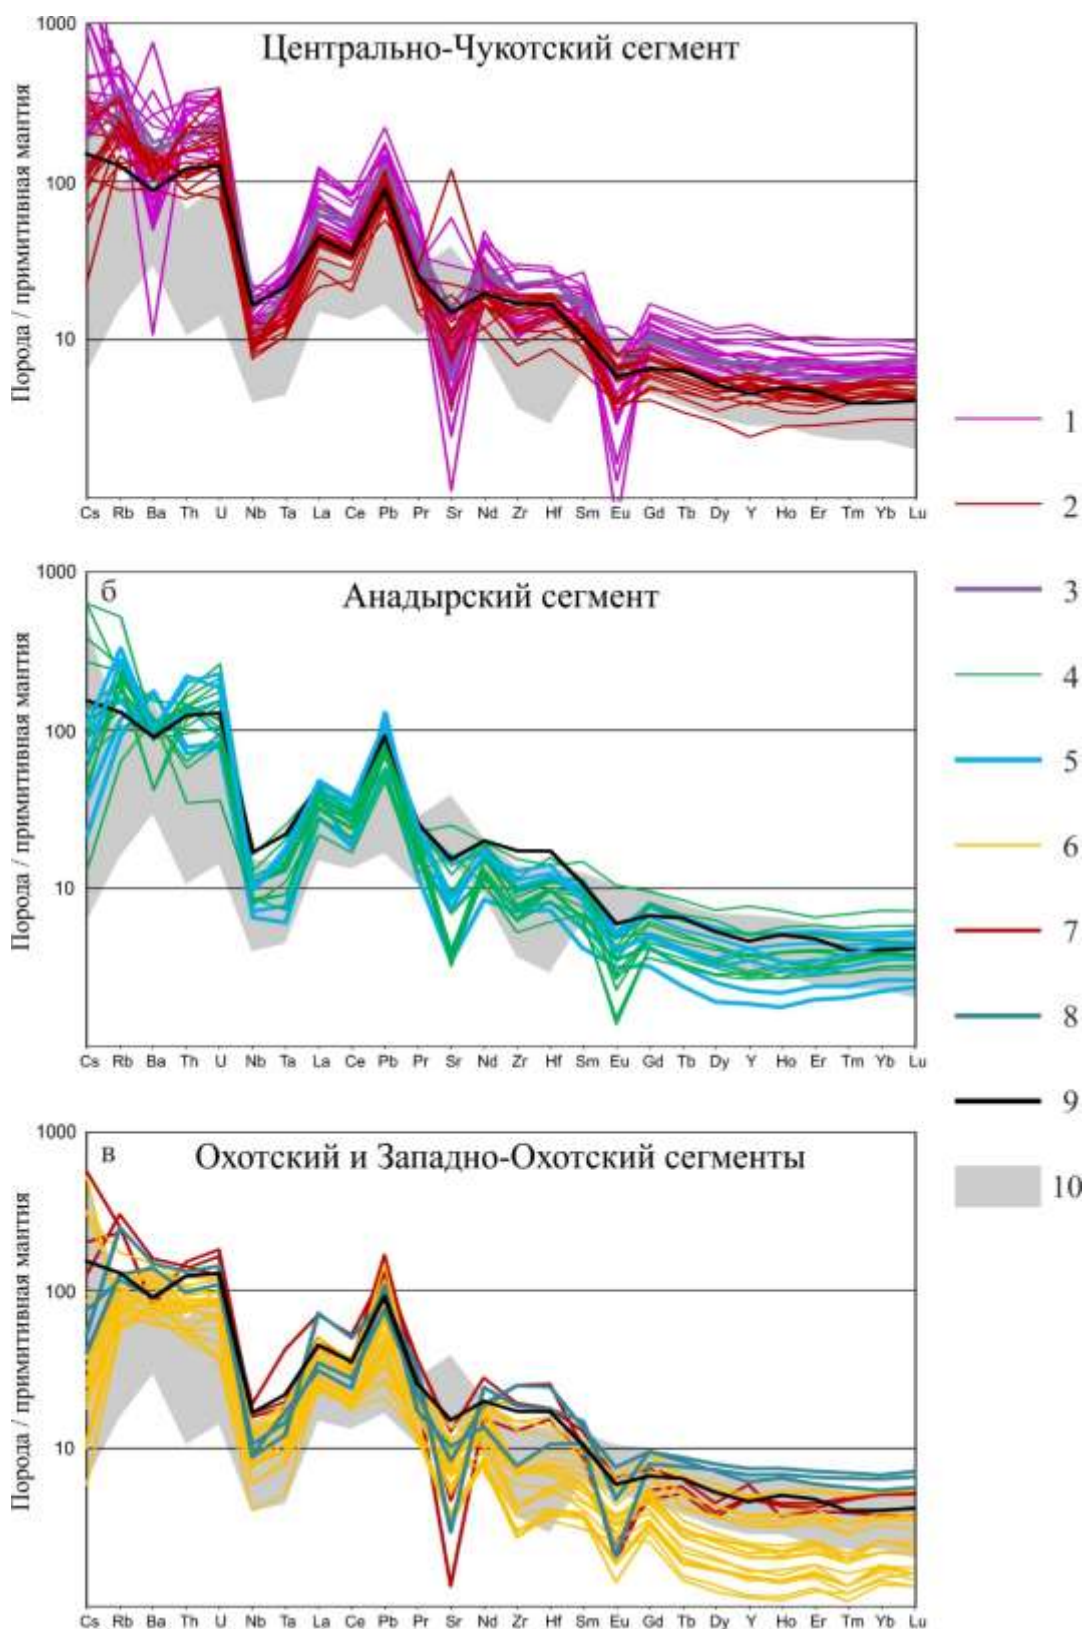 Центрально-Чукотский сегмент
Порода / примитивная мантия
1000
100
10
Cs Rb Ba Th U Nb Ta La Ce Pb Pr Sr Nd Zr Hf Sm Eu Gd Tb Dy Y Ho Er Tm Yb Lu
б
Анадырский сегмент
Порода / примитивная мантия
1000
100
10
Cs Rb Ba Th U Nb Ta La Ce Pb Pr Sr Nd Zr Hf Sm Eu Gd Tb Dy Y Ho Er Tm Yb Lu
в
Охотский и Западно-Охотский сегменты
Порода / примитивная мантия
1000
100
10
Cs Rb Ba Th U Nb Ta La Ce Pb Pr Sr Nd Zr Hf Sm Eu Gd Tb Dy Y Ho Er Tm Yb Lu
1
2
3
4
5
6
7
8
9
10